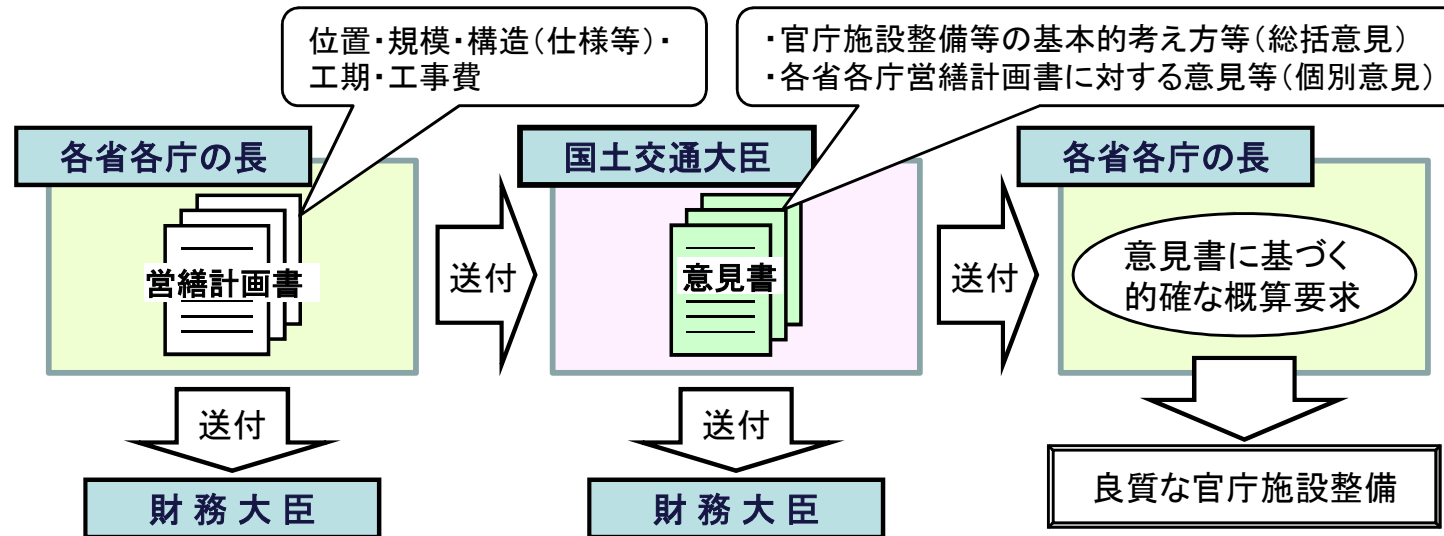 位置・規模・構造（仕様等）・
工期・工事費
・官庁施設整備等の基本的考え方等（総括意見）
・各省各庁営繕計画書に対する意見等（個別意見）
各省各庁の長
営繕計画書
送付
国土交通大臣
意見書
送付
各省各庁の長
意見書に基づく
的確な概算要求
送付
財務大臣
送付
財務大臣
良質な官庁施設整備